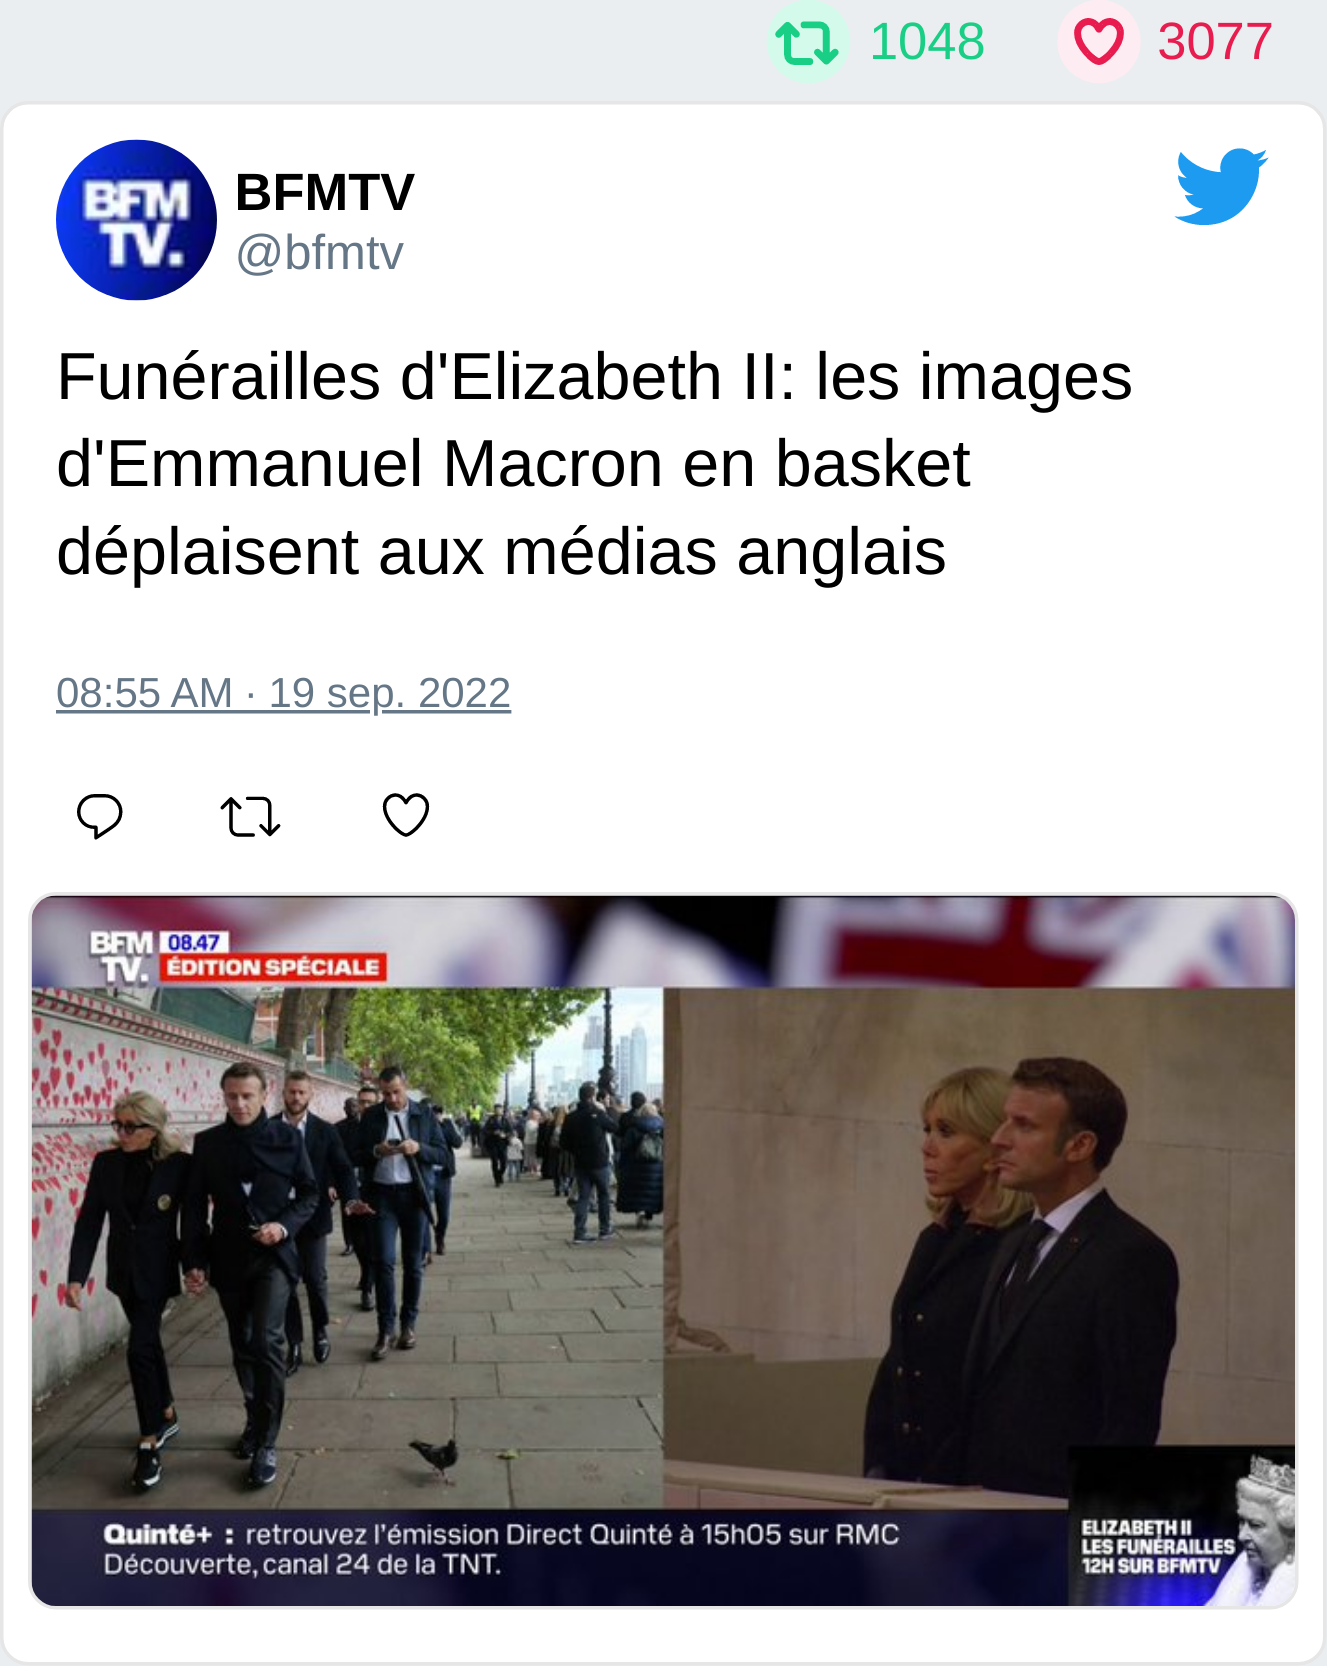 1048 3077
BFM
TV.
BFMTV
@bfmtv
Funérailles d'Elizabeth II: les images
d'Emmanuel Macron en basket
déplaisent aux médias anglais
08:55 AM · 19 sep. 2022
BFM 08.47
TV. ÉDITION SPÉCIALE
Quinté+ : retrouvez l'émission Direct Quinté à 15h05 sur RMC
Découverte, canal 24 de la TNT.
ELIZABETH II
LES FUNÉRAILLES
12H SUR BFMTV